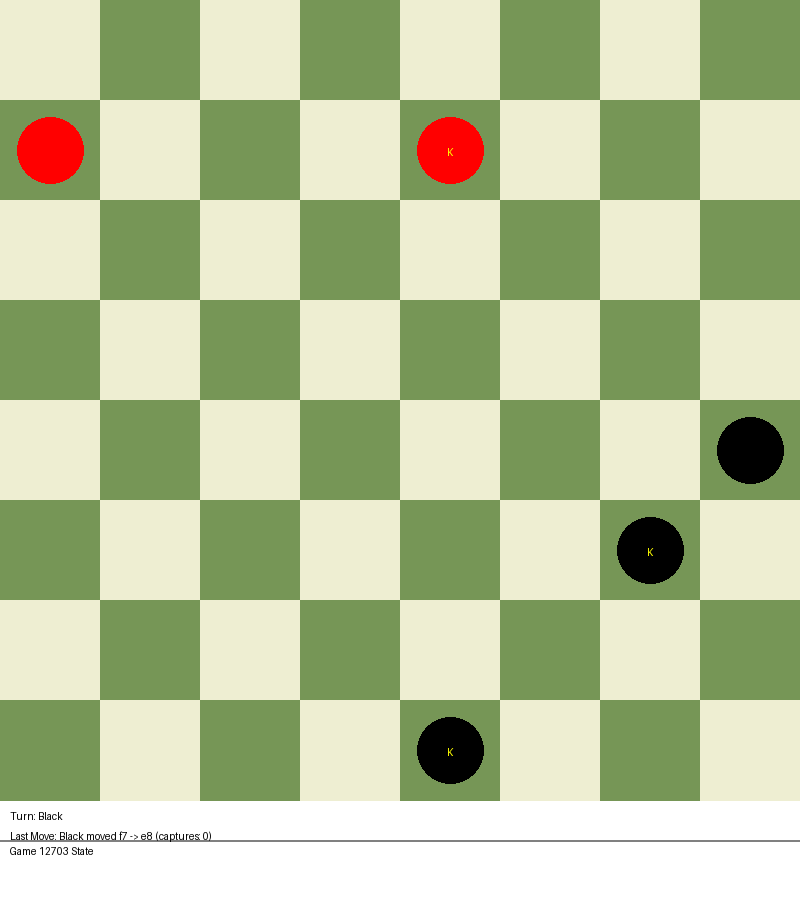 K
K
K
Turn: Black
Last Move: Black moved f7 -> e8 (captures: 0)
Game 12703 State